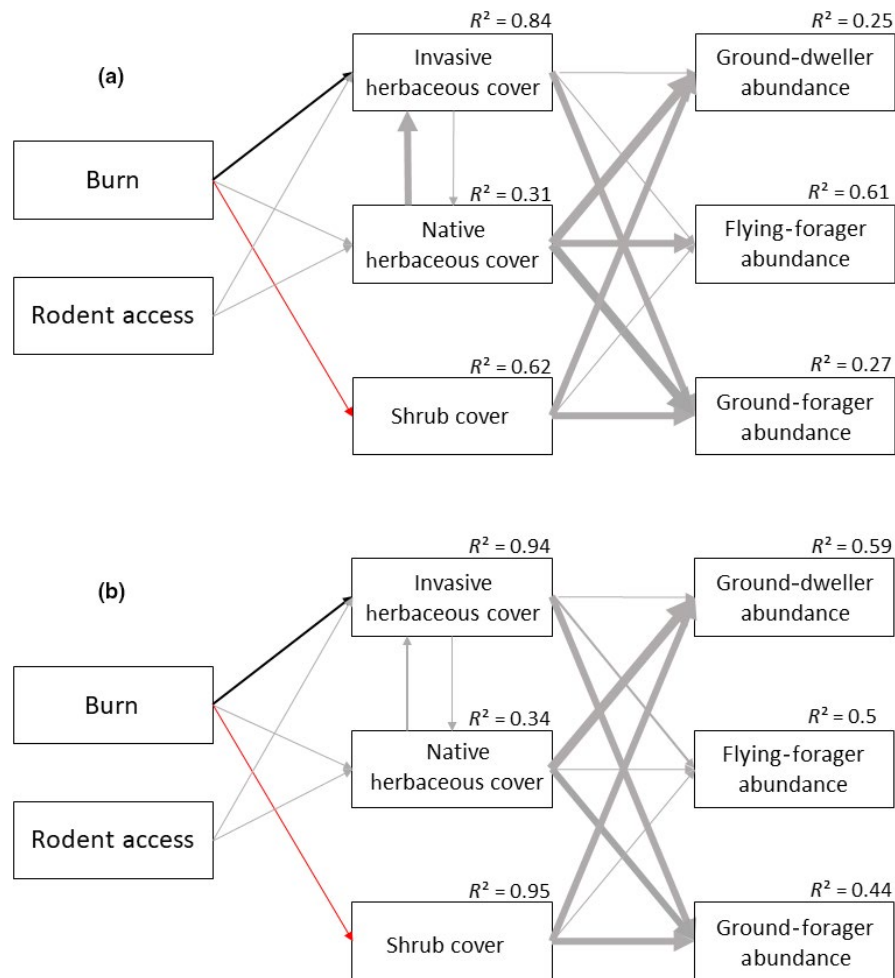 (a)
Burn
Rodent access
R² = 0.84
Invasive
herbaceous cover
R² = 0.31
Native
herbaceous cover
R² = 0.62
Shrub cover
R² = 0.25
Ground-dweller
abundance
R² = 0.61
Flying-forager
abundance
R² = 0.27
Ground-forager
abundance
(b)
Burn
Rodent access
R² = 0.94
Invasive
herbaceous cover
R² = 0.34
Native
herbaceous cover
R² = 0.95
Shrub cover
R² = 0.59
Ground-dweller
abundance
R² = 0.5
Flying-forager
abundance
R² = 0.44
Ground-forager
abundance